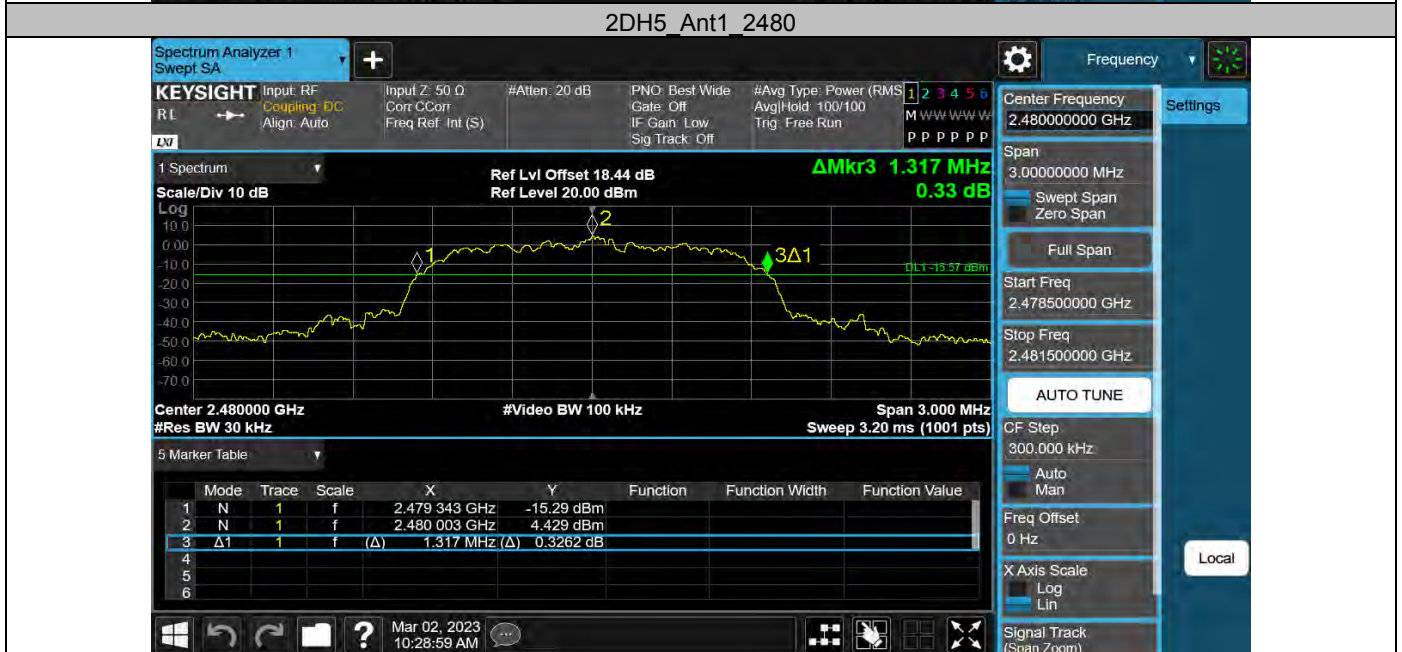 2DH5_Ant1_2480
Spectrum Analyzer 1
Swept SA
+
Frequency
KEYSIGHT
RL
LXI
Input: RF
Coupling: DC
Align: Auto
Input Z: 50 Ω
Corr CCorr
Freq Ref: Int (S)
#Atten: 20 dB
PNO: Best Wide
Gate: Off
IF Gain: Low
Sig Track: Off
#Avg Type: Power (RMS
Avg|Hold: 100/100
Trig: Free Run
1 2 3 4 5 6
M W W W W W
P P P P P P
Center Frequency
2.480000000 GHz
Settings
Span
3.00000000 MHz
Swept Span
Zero Span
Full Span
Start Freq
2.478500000 GHz
Stop Freq
2.481500000 GHz
AUTO TUNE
CF Step
300.000 kHz
Auto
Man
Freq Offset
0 Hz
X Axis Scale
Log
Lin
Signal Track
(Span Zoom)
Local
1 Spectrum
Scale/Div 10 dB
Log
Ref Lvl Offset 18.44 dB
Ref Level 20.00 dBm
ΔMkr3 1.317 MHz
0.33 dB
10.0
0.00
-10.0
-20.0
-30.0
-40.0
-50.0
-60.0
-70.0
1
2
3Δ1
DL1 -15.57 dBm
Center 2.480000 GHz
#Video BW 100 kHz
Span 3.000 MHz
#Res BW 30 kHz
Sweep 3.20 ms (1001 pts)
5 Marker Table
Mode Trace Scale X Y Function Function Width Function Value
1 N 1 f 2.479 343 GHz -15.29 dBm
2 N 1 f 2.480 003 GHz 4.429 dBm
3 Δ1 1 f (Δ) 1.317 MHz (Δ) 0.3262 dB
4
5
6
?
Mar 02, 2023
10:28:59 AM